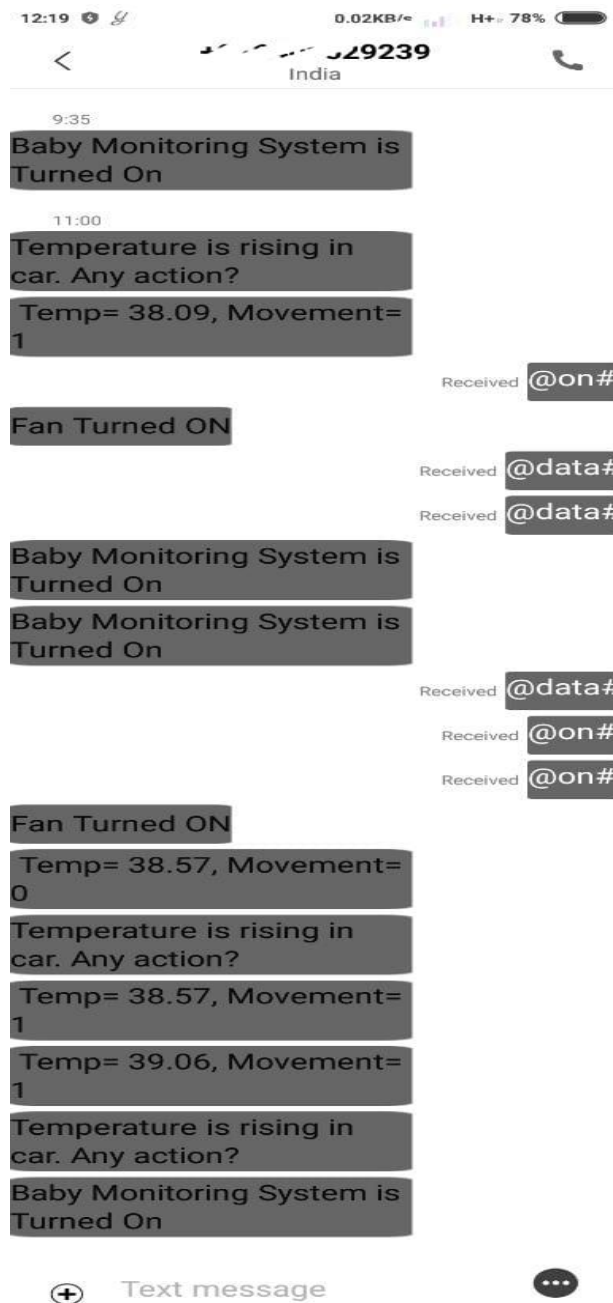 12:19 0.02KB/ H+ 78%
29239
India
9:35
Baby Monitoring System is
Turned On
11:00
Temperature is rising in
car. Any action?
Temp= 38.09, Movement=
1
Received @on#
Fan Turned ON
Received @data#
Received @data#
Baby Monitoring System is
Turned On
Baby Monitoring System is
Turned On
Received @data#
Received @on#
Received @on#
Fan Turned ON
Temp= 38.57, Movement=
0
Temperature is rising in
car. Any action?
Temp= 38.57, Movement=
1
Temp= 39.06, Movement=
1
Temperature is rising in
car. Any action?
Baby Monitoring System is
Turned On
Text message